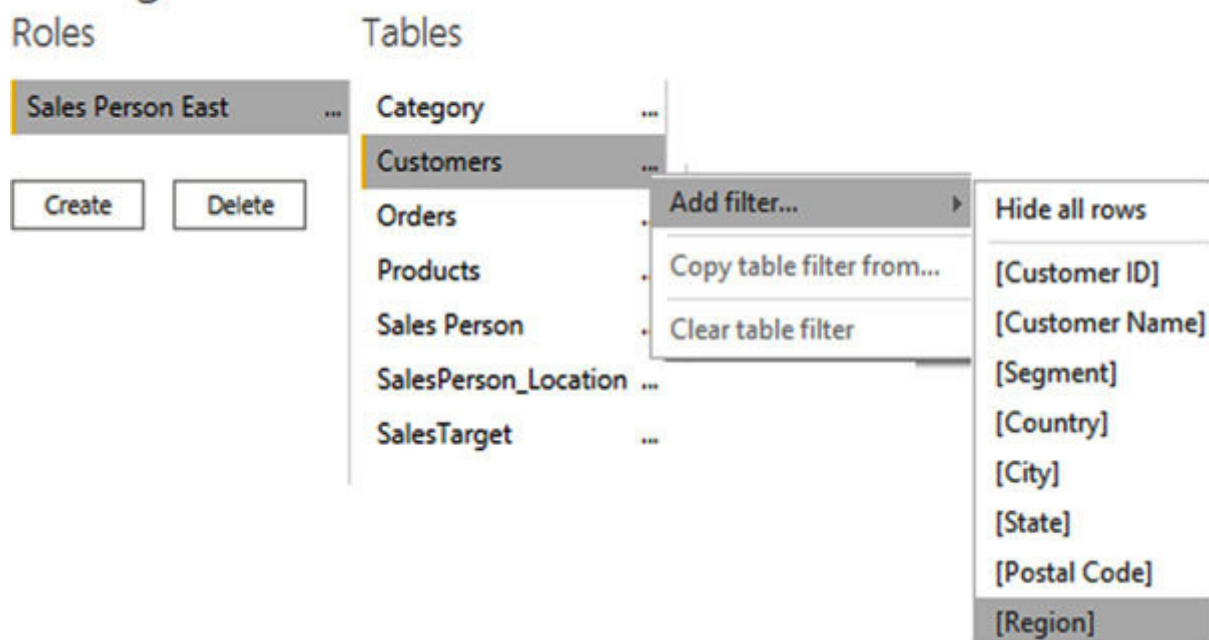 Roles
Tables
Sales Person East ...
Create
Delete
Category ...
Customers ...
Orders
Products
Sales Person
SalesPerson_Location ...
SalesTarget ...
Add filter...
Copy table filter from...
Clear table filter
Hide all rows
[Customer ID]
[Customer Name]
[Segment]
[Country]
[City]
[State]
[Postal Code]
[Region]